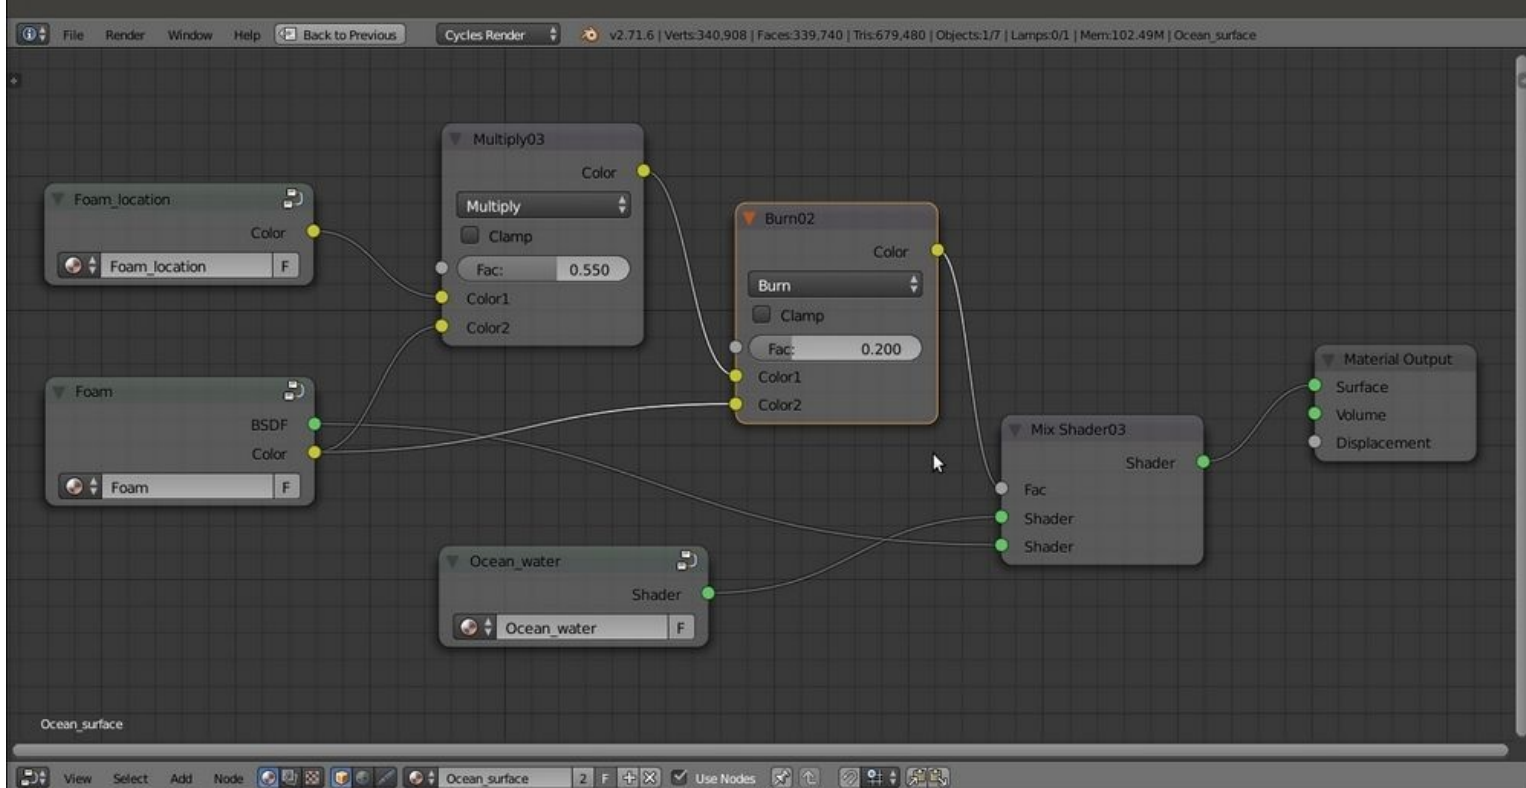 File Render Window Help Back to Previous Cycles Render v2.71.6 | Verts:340,908 | Faces:339,740 | Tris:679,480 | Objects:1/7 | Lamps:0/1 | Mem:102.49M | Ocean_surface
Multiply03
Color
Multiply
Clamp
Fac: 0.550
Color1
Color2
Foam_location
Color
Foam_location F
Burn02
Color
Burn
Clamp
Fac: 0.200
Color1
Color2
Foam
BSDF
Color
Foam F
Material Output
Surface
Volume
Displacement
Mix Shader03
Shader
Fac
Shader
Shader
Ocean_water
Shader
Ocean_water F
Ocean_surface
View Select Add Node Ocean_surface 2 F Use Nodes